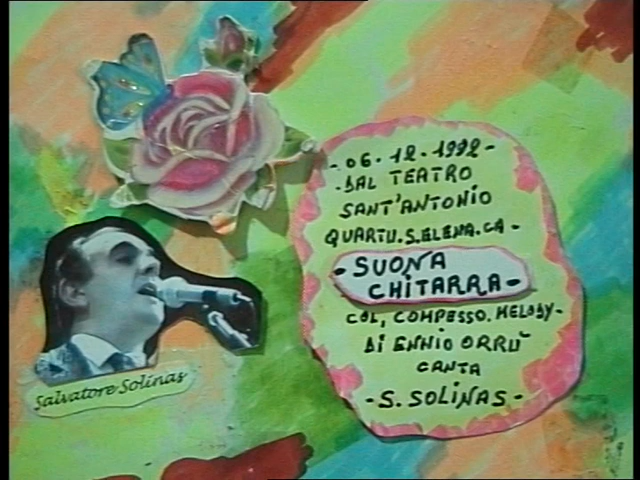 - 06 - 12 - 1992 -
- DAL TEATRO
SANT'ANTONIO
QUARTU.S.ELENA.CA -
- SUONA
CHITARRA -
COL, COMPESSO. MELODY -
DI ENNIO ORRU'
CANTA
- S. SOLINAS -
Salvatore Solinas